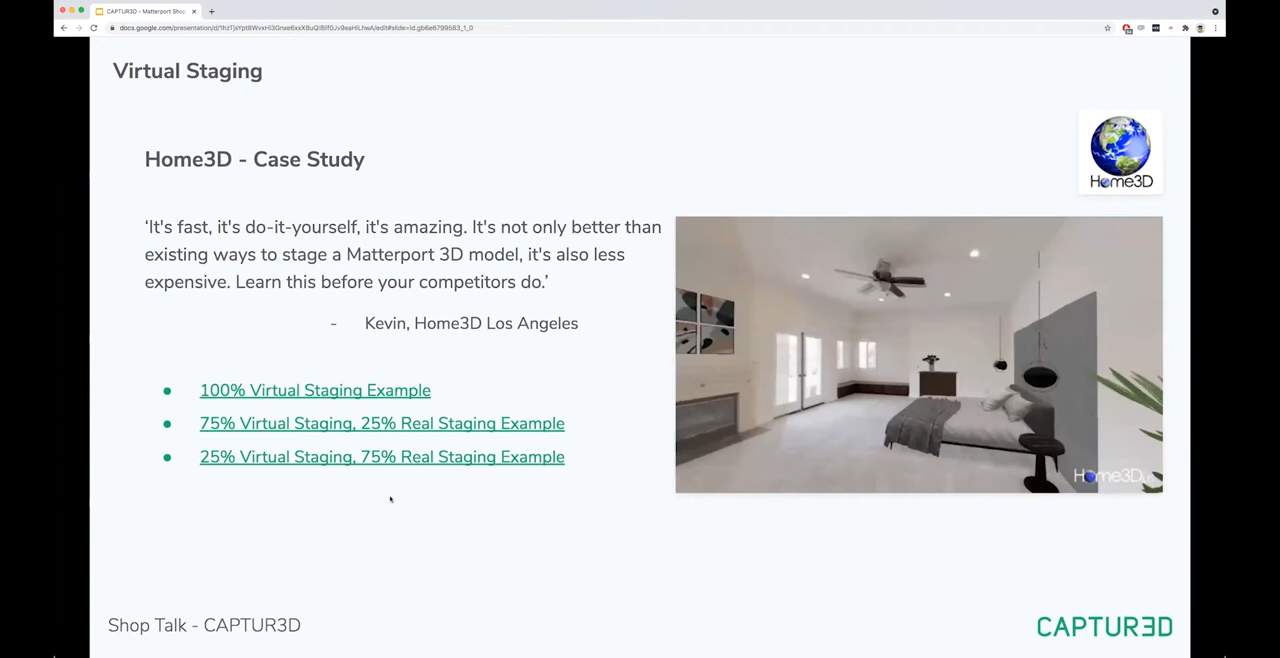 CAPTUR3D - Matterport Shop
Virtual Staging
Home3D - Case Study
Home3D
‘It's fast, it's do-it-yourself, it's amazing. It's not only better than
existing ways to stage a Matterport 3D model, it's also less
expensive. Learn this before your competitors do.’
- Kevin, Home3D Los Angeles
● 100% Virtual Staging Example
● 75% Virtual Staging, 25% Real Staging Example
● 25% Virtual Staging, 75% Real Staging Example
Home3D
Shop Talk - CAPTUR3D
CAPTUR3D